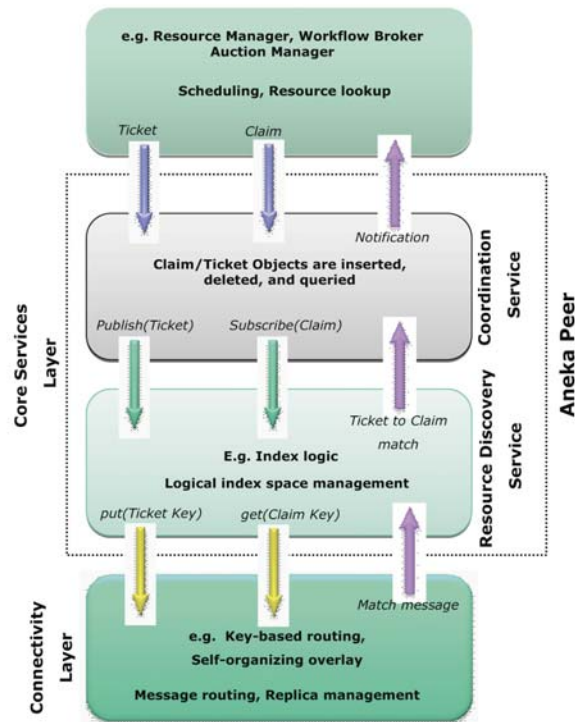 e.g. Resource Manager, Workflow Broker
Auction Manager
Scheduling, Resource lookup
Ticket
Claim
Notification
Claim/Ticket Objects are inserted,
deleted, and queried
Publish(Ticket)
Subscribe(Claim)
Ticket to Claim
match
E.g. Index logic
Logical index space management
put(Ticket Key)
get(Claim Key)
Match message
e.g. Key-based routing,
Self-organizing overlay
Message routing, Replica management
Core Services
Layer
Connectivity
Layer
Coordination
Service
Resource Discovery
Service
Aneka Peer